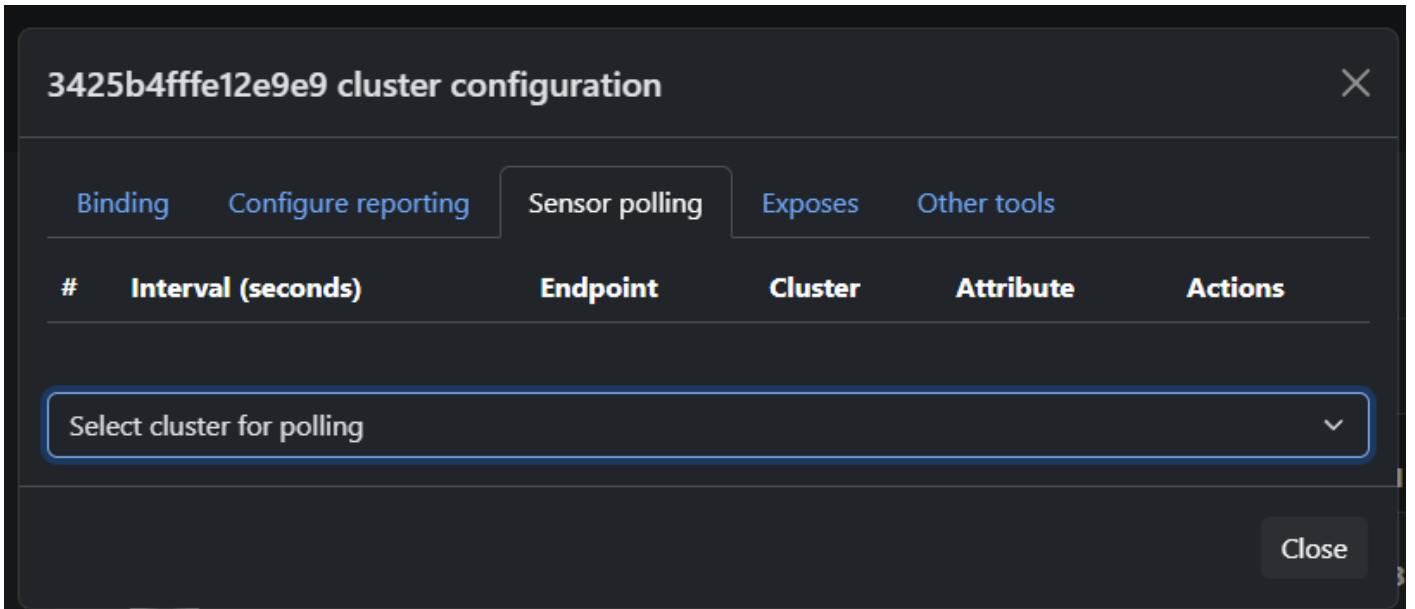 3425b4fffe12e9e9 cluster configuration
Binding Configure reporting Sensor polling Exposes Other tools
# Interval (seconds) Endpoint Cluster Attribute Actions
Select cluster for polling
Close